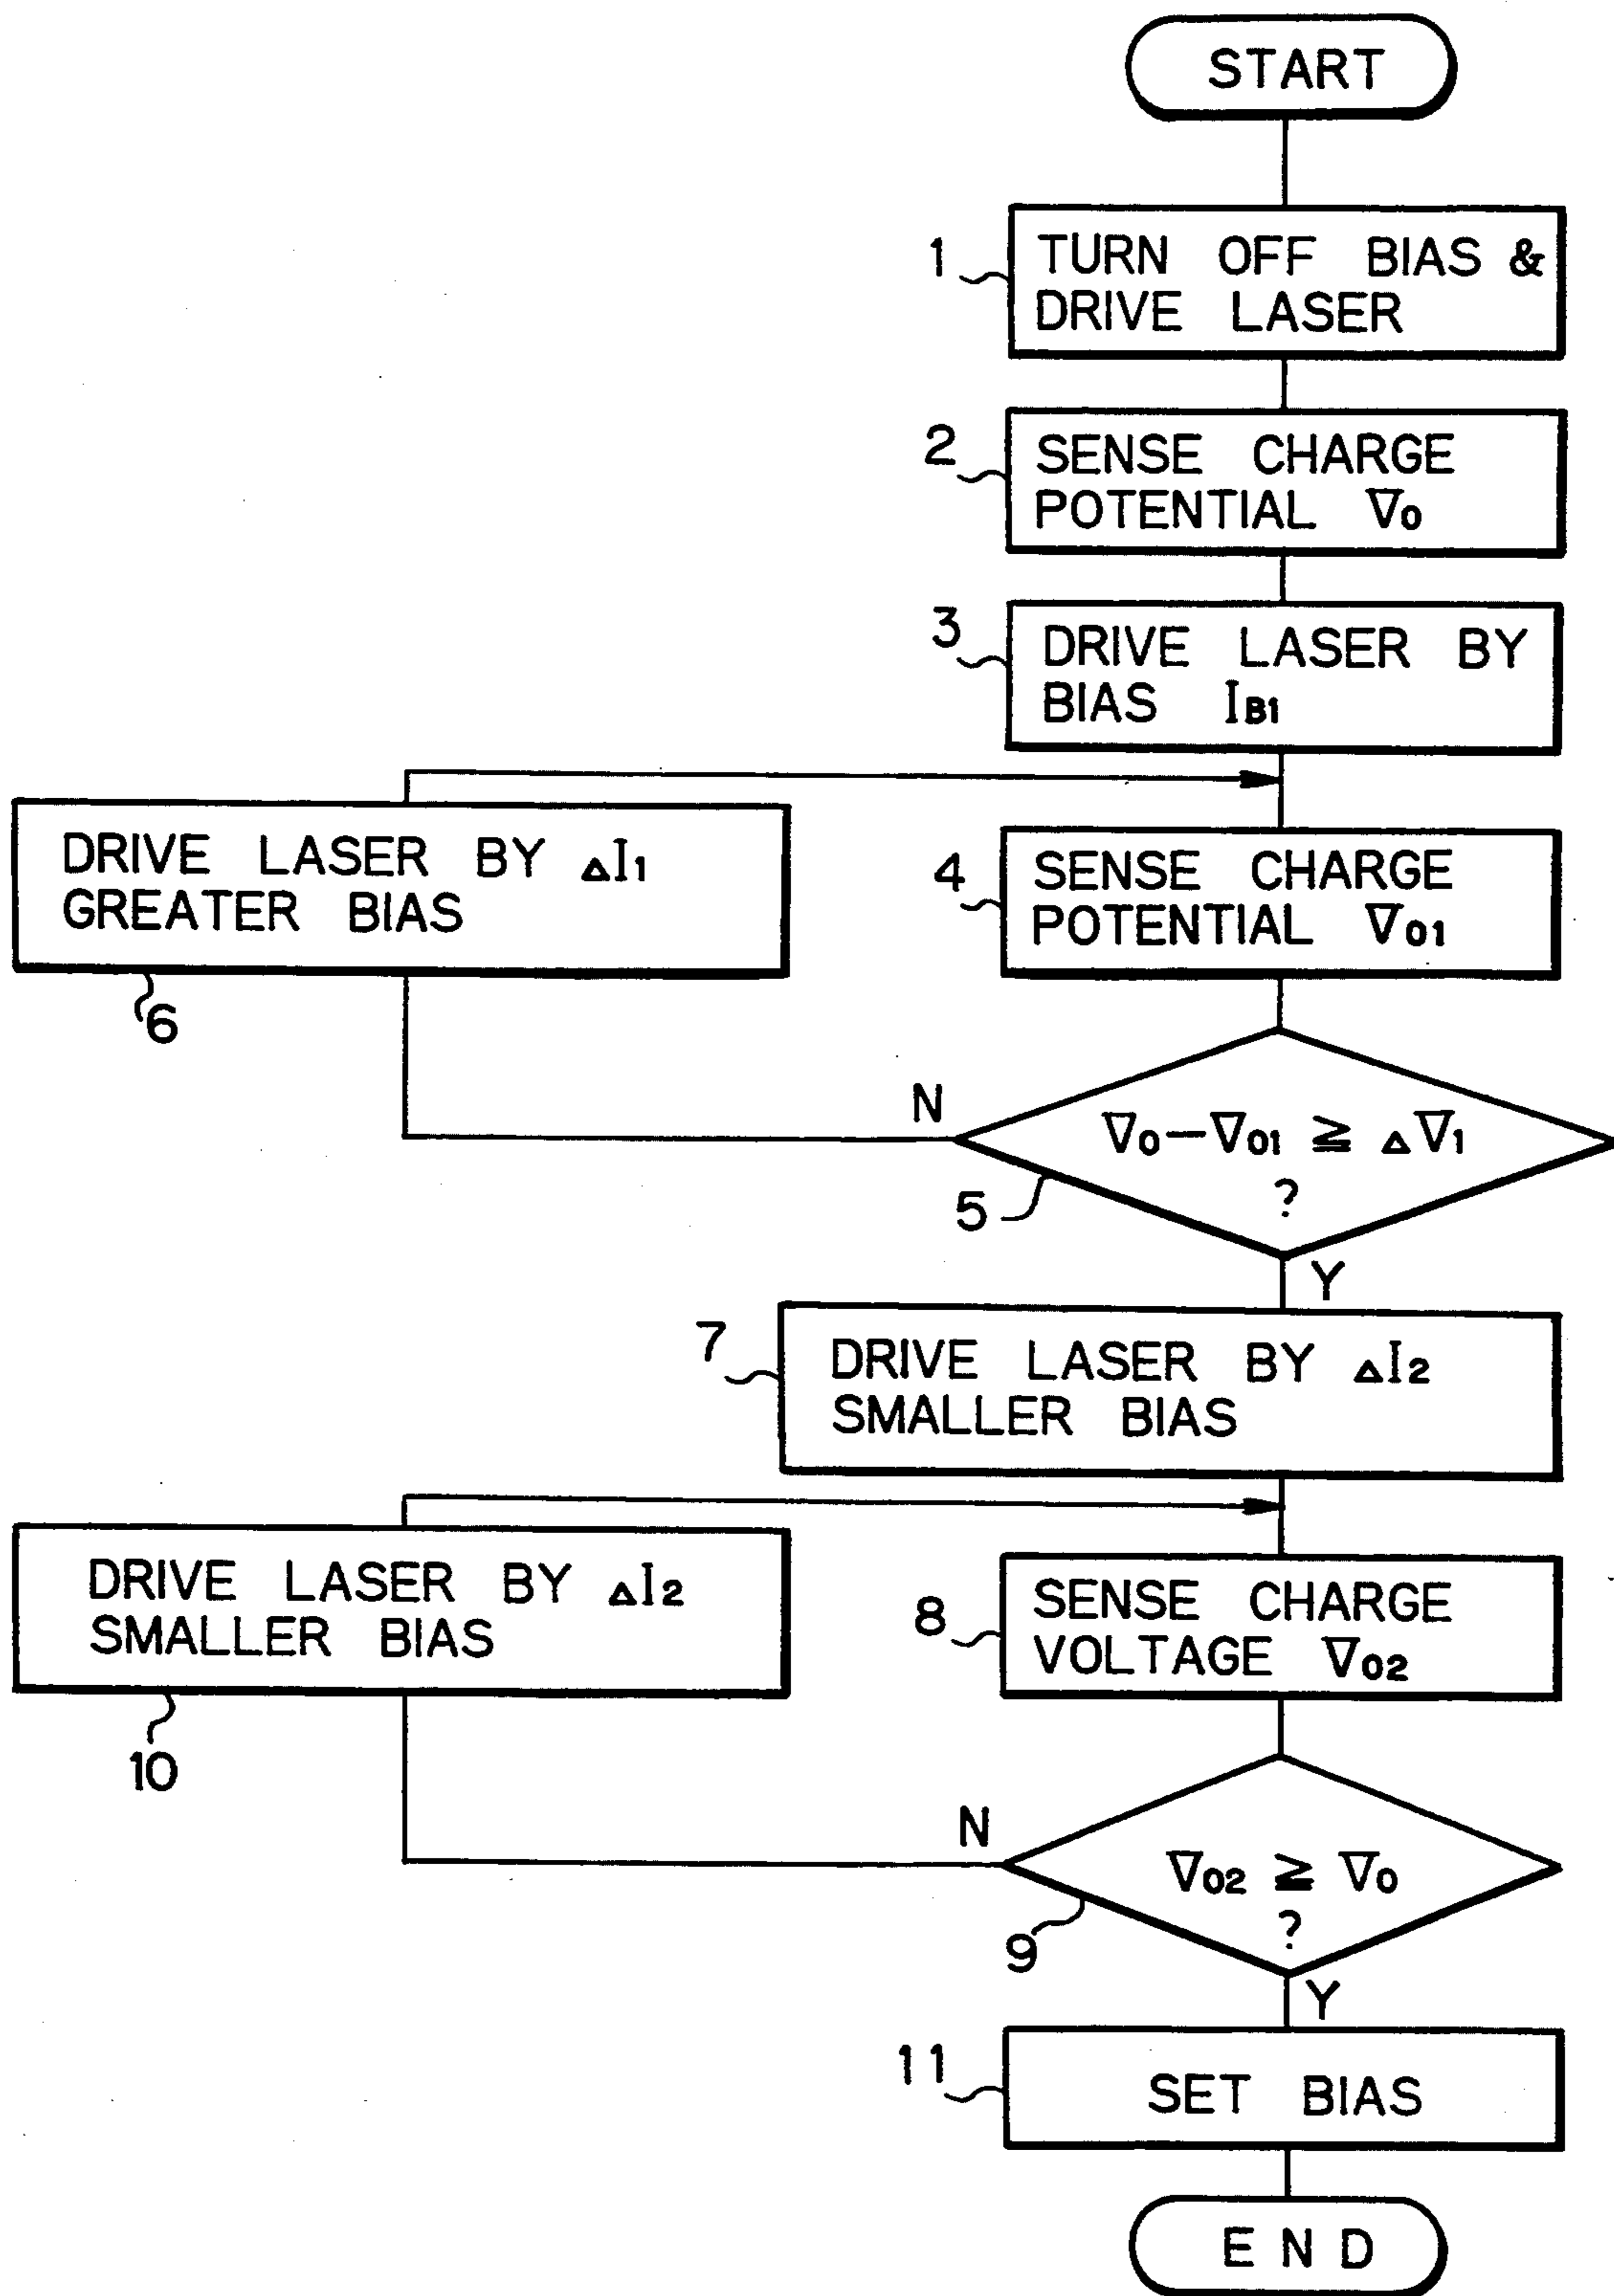 START
1
TURN OFF BIAS &
DRIVE LASER
2
SENSE CHARGE
POTENTIAL V0
3
DRIVE LASER BY
BIAS IB1
DRIVE LASER BY ΔI1
GREATER BIAS
6
4
SENSE CHARGE
POTENTIAL V01
N
V0－V01 ≧ ΔV1
?
5
Y
7
DRIVE LASER BY ΔI2
SMALLER BIAS
DRIVE LASER BY ΔI2
SMALLER BIAS
10
8
SENSE CHARGE
VOLTAGE V02
N
V02 ≧ V0
?
9
Y
11
SET BIAS
END